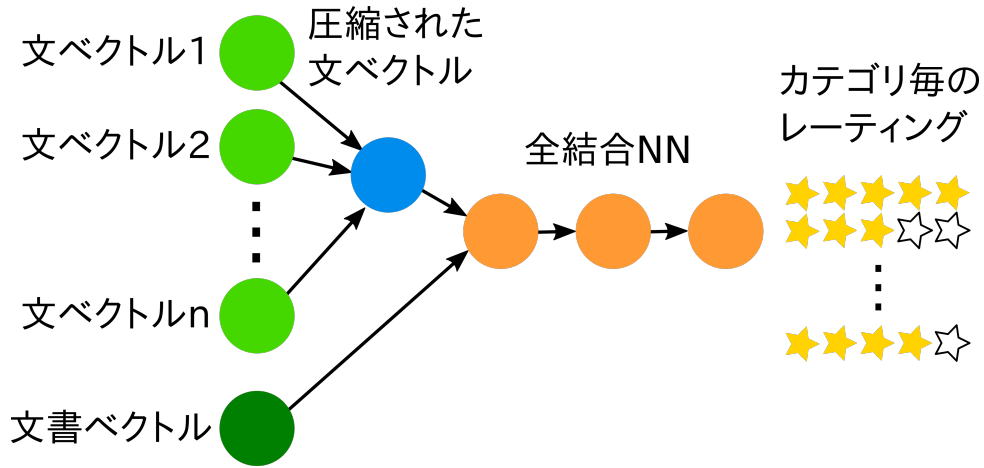 文ベクトル1
圧縮された
文ベクトル
文ベクトル2
文ベクトルn
文書ベクトル
全結合NN
カテゴリ毎の
レーティング